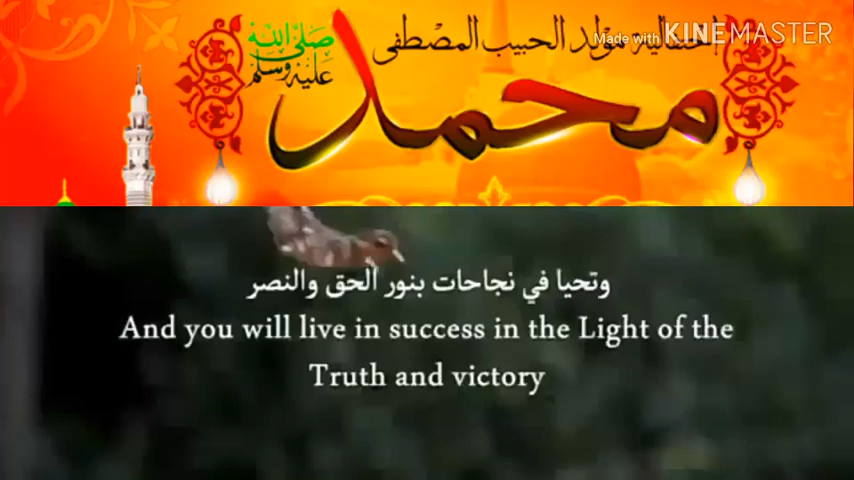 احتفالية مولد الحبيب المصطفى
Made with KINEMASTER
صلى الله عليه وسلم
محمد
وتحيا في نجاحات بنور الحق والنصر
And you will live in success in the Light of the
Truth and victory